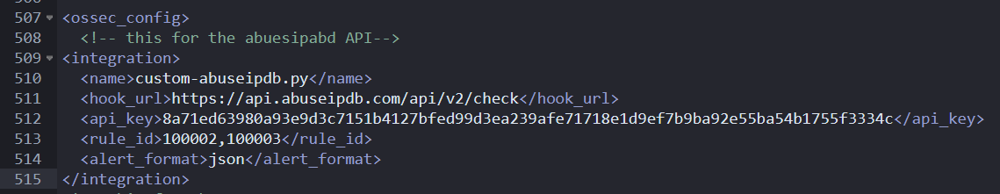 507 <ossec_config>
508 <!-- this for the abuesipabd API-->
509 <integration>
510 <name>custom-abuseipdb.py</name>
511 <hook_url>https://api.abuseipdb.com/api/v2/check</hook_url>
512 <api_key>8a71ed63980a93e9d3c7151b4127bfed99d3ea239afe71718e1d9ef7b9ba92e55ba54b1755f3334c</api_key>
513 <rule_id>100002,100003</rule_id>
514 <alert_format>json</alert_format>
515 </integration>